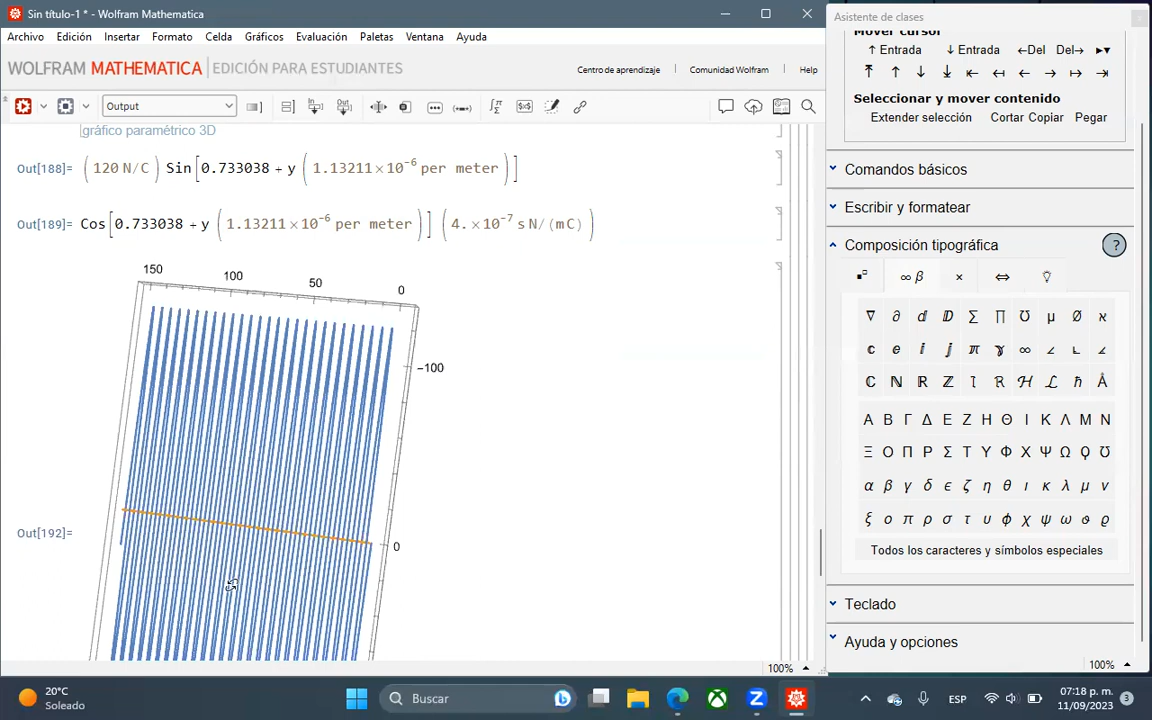 Sin título-1 * - Wolfram Mathematica
Archivo Edición Insertar Formato Celda Gráficos Evaluación Paletas Ventana Ayuda
WOLFRAM MATHEMATICA | EDICIÓN PARA ESTUDIANTES
Centro de aprendizaje | Comunidad Wolfram | Help
Output
gráfico paramétrico 3D
Out[188]= (120 N/C) Sin[0.733038 + y (1.13211×10⁻⁶ per meter)]
Out[189]= Cos[0.733038 + y (1.13211×10⁻⁶ per meter)] (4.×10⁻⁷ s N/(m C))
150 100 50 0
-100
0
Out[192]=
100%
Asistente de clases
Mover cursor
↑ Entrada ↓ Entrada ←Del Del→
Seleccionar y mover contenido
Extender selección Cortar Copiar Pegar
Comandos básicos
Escribir y formatear
Composición tipográfica ?
∞ β × ⇔
∇ ∂ ⅆ ⅅ ∑ ∏ ℧ μ Ø ℵ
ⅇ ⅈ ⅉ ∞ ∠ ∟
ℂ ℕ ℝ ℤ ℋ ℒ ℏ Å
Α Β Γ Δ Ε Ζ Η Θ Ι Κ Λ Μ Ν
Ξ Ο Π Ρ Σ Τ Υ Φ Χ Ψ Ω Ϙ ℧
α β γ δ ϵ ζ η θ ι κ λ μ ν
ξ ο π ρ σ τ υ φ χ ψ ω
Todos los caracteres y símbolos especiales
Teclado
Ayuda y opciones
100%
20°C
Soleado
Buscar
ESP
07:18 p. m.
11/09/2023
3